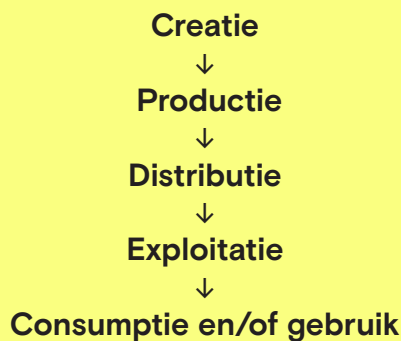 Creatie
↓
Productie
↓
Distributie
↓
Exploitatie
↓
Consumptie en/of gebruik